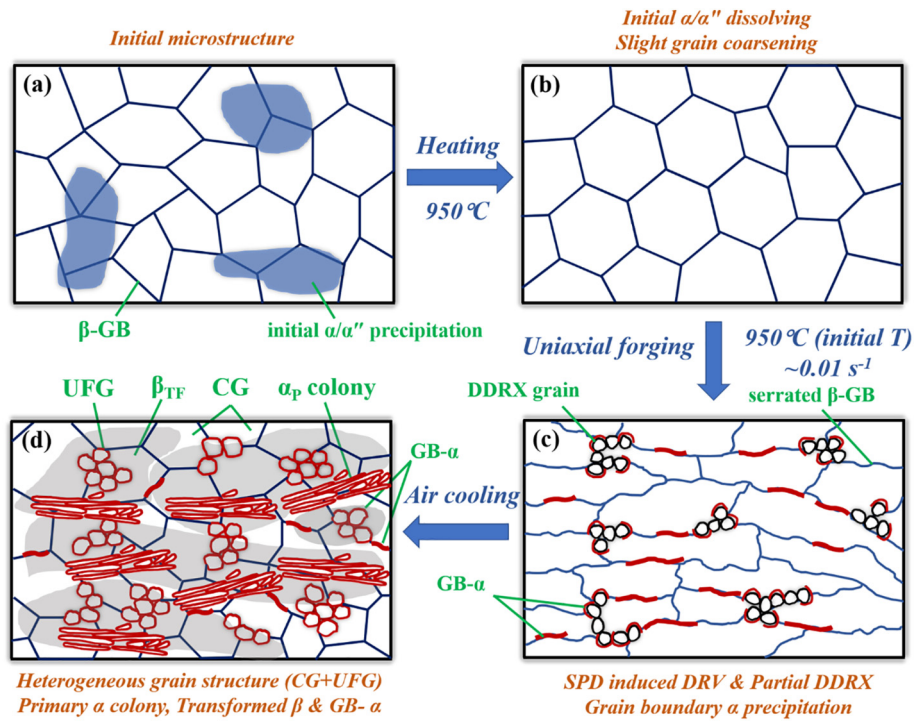 Initial microstructure
Initial α/α″ dissolving
Slight grain coarsening
(a)
(b)
Heating
950℃
β-GB
initial α/α″ precipitation
Uniaxial forging
950℃ (initial T)
~0.01 s-1
UFG
βTF
CG
αP colony
DDRX grain
serrated β-GB
(d)
(c)
GB-α
Air cooling
GB-α
Heterogeneous grain structure (CG+UFG)
Primary α colony, Transformed β & GB- α
SPD induced DRV & Partial DDRX
Grain boundary α precipitation